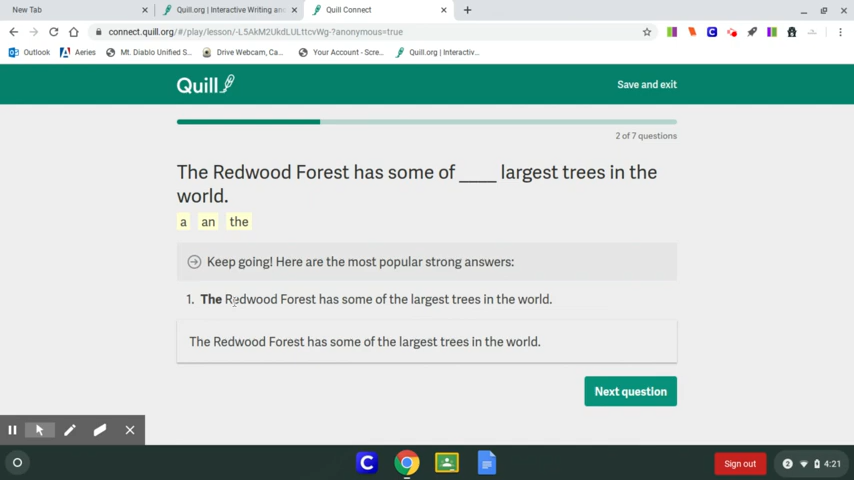 New Tab
Quill.org | Interactive Writing an
Quill Connect
connect.quill.org/#/play/lesson/-L5AkM2UkdLULttcvWg-?anonymous=true
Outlook
Aeries
Mt. Diablo Unified S...
Drive Webcam, Ca...
Your Account - Scre...
Quill.org | Interactiv...
Quill
Save and exit
2 of 7 questions
The Redwood Forest has some of ____ largest trees in the
world.
a an the
Keep going! Here are the most popular strong answers:
1. The Redwood Forest has some of the largest trees in the world.
The Redwood Forest has some of the largest trees in the world.
Next question
Sign out
2
4:21